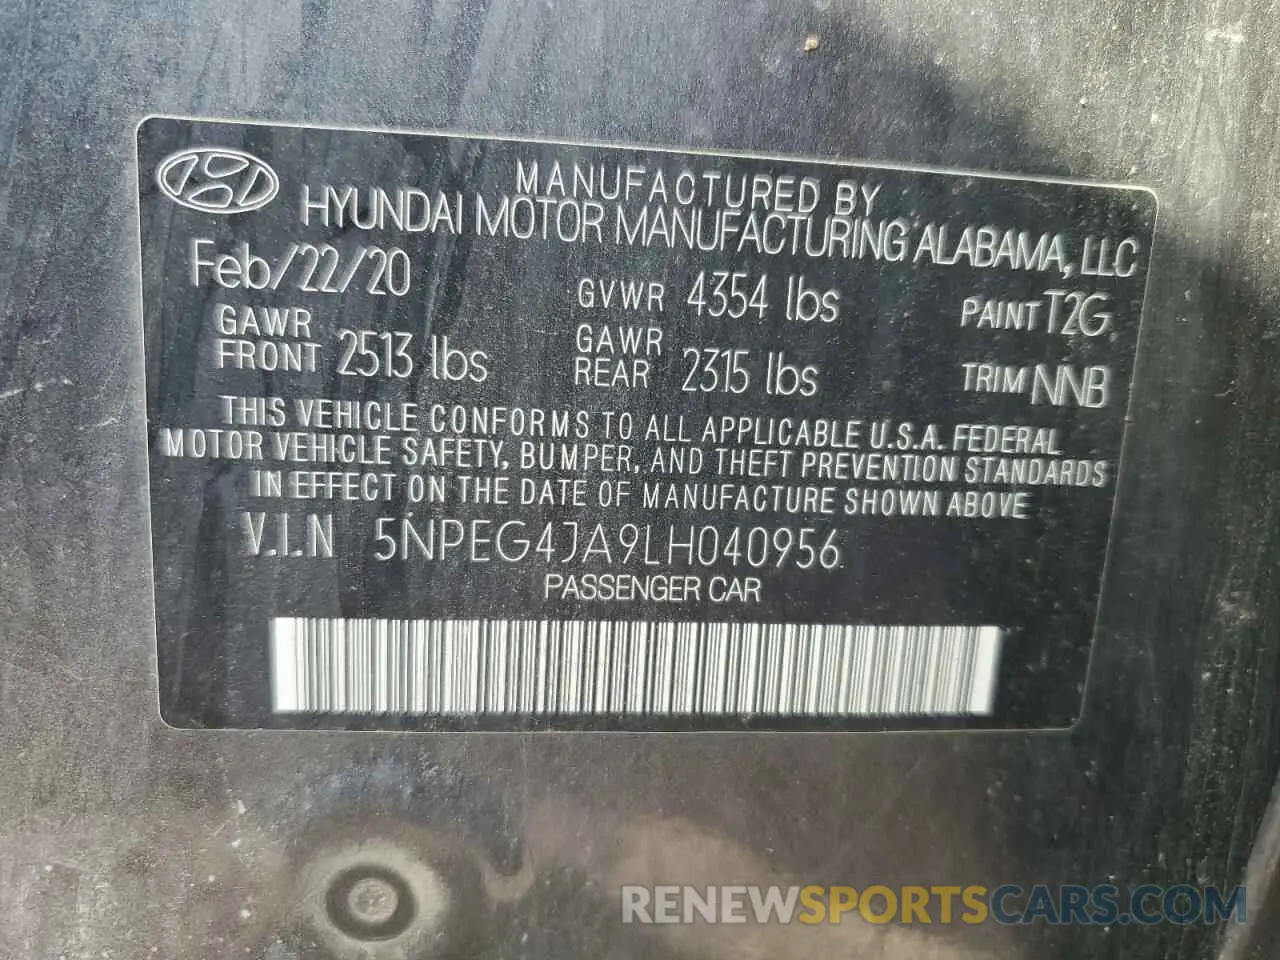 MANUFACTURED BY
HYUNDAI MOTOR MANUFACTURING ALABAMA, LLC
Feb/22/20 GVWR 4354 lbs PAINT T2G
GAWR FRONT 2513 lbs GAWR REAR 2315 lbs TRIM NNB
THIS VEHICLE CONFORMS TO ALL APPLICABLE U.S.A. FEDERAL
MOTOR VEHICLE SAFETY, BUMPER, AND THEFT PREVENTION STANDARDS
IN EFFECT ON THE DATE OF MANUFACTURE SHOWN ABOVE
V.I.N 5NPEG4JA9LH040956
PASSENGER CAR
RENEWSPORTSCARS.COM